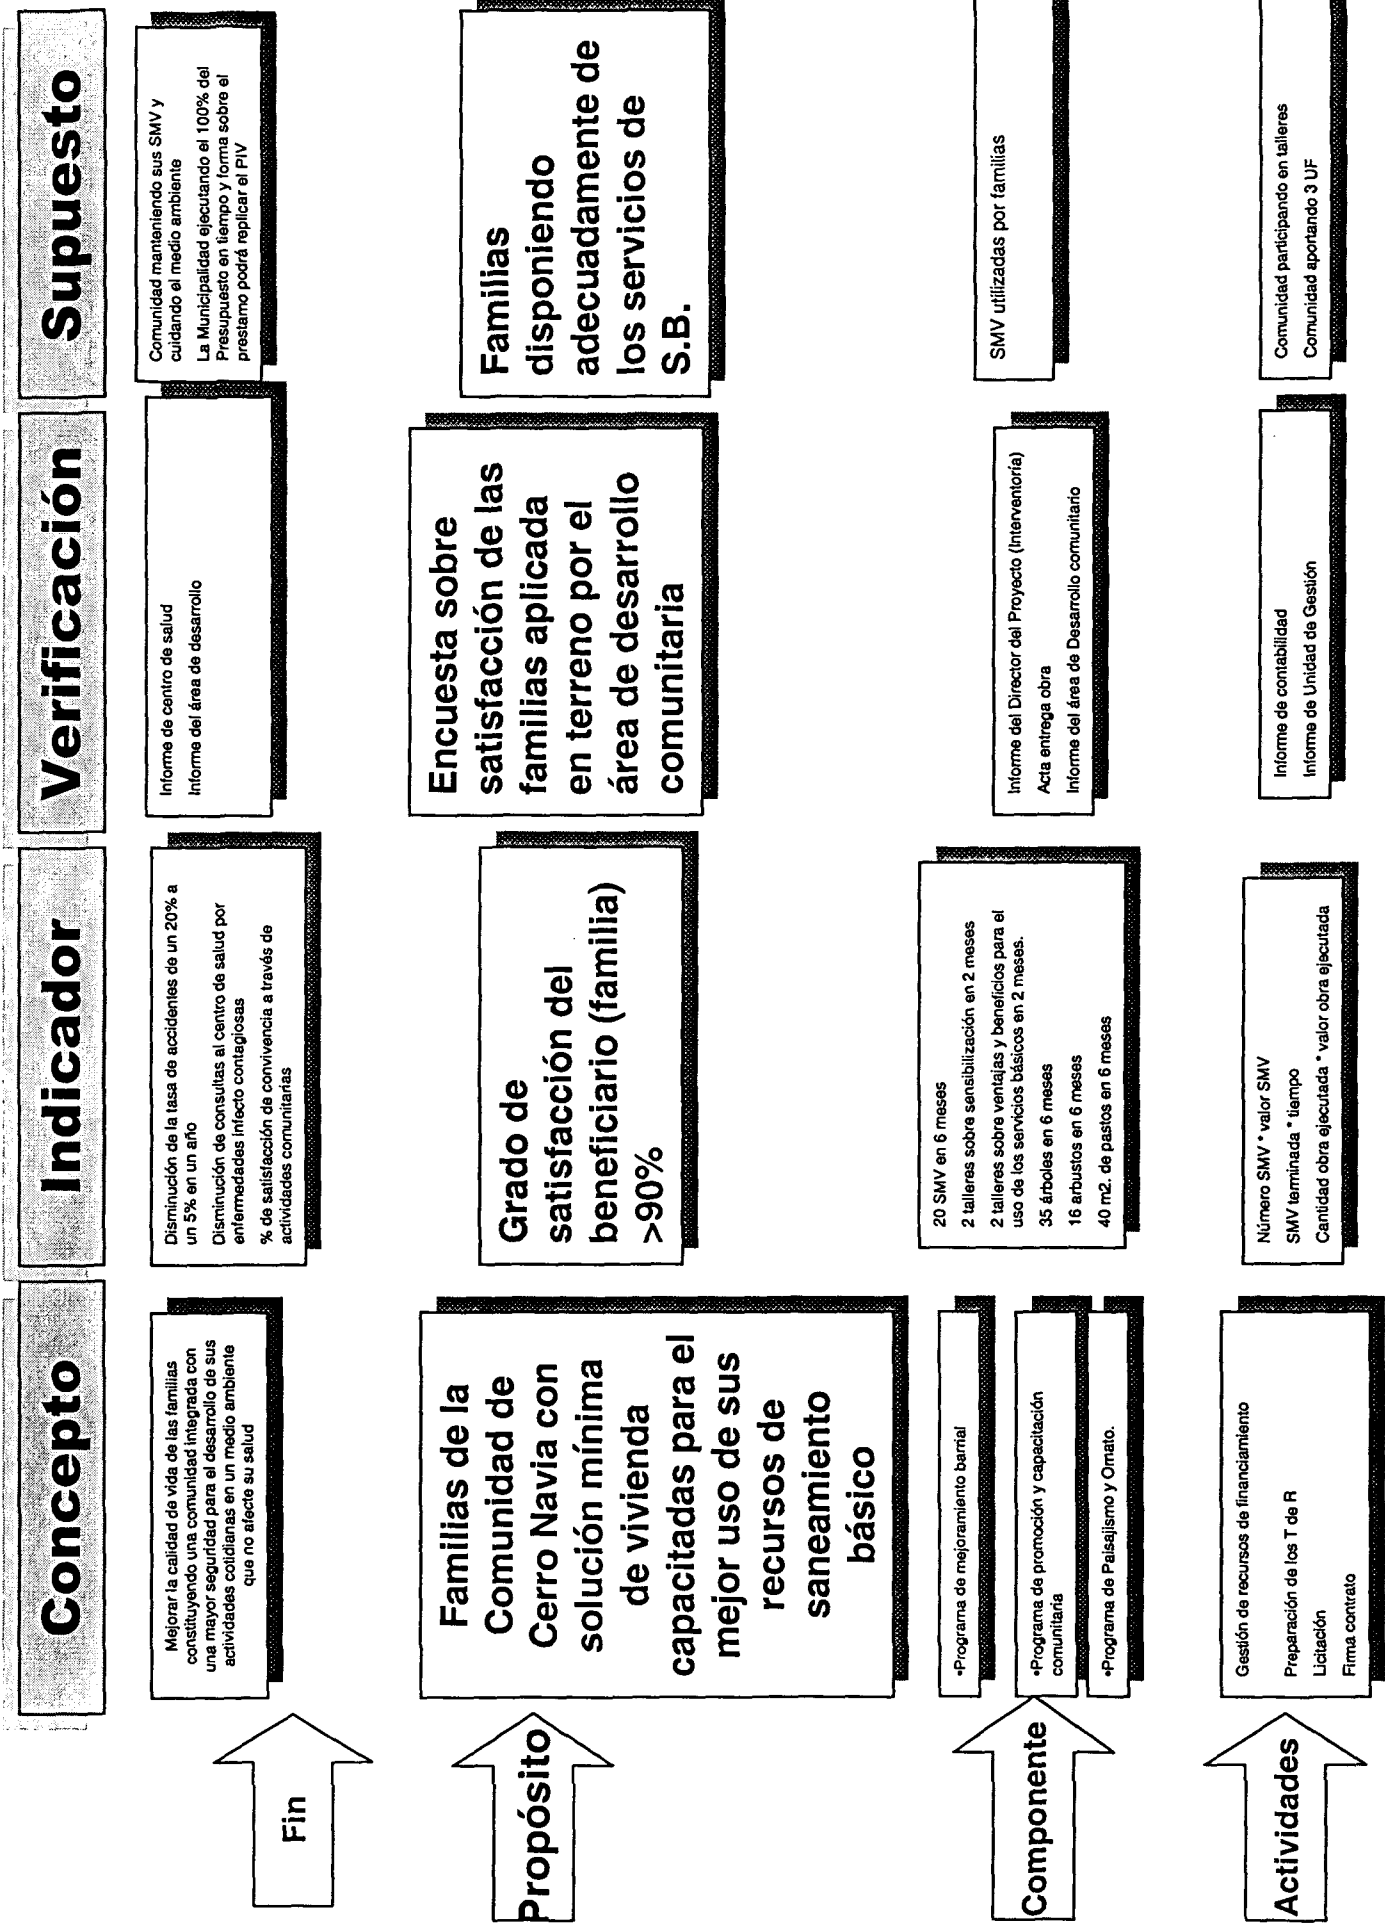 Concepto
Indicador
Verificación
Supuesto
Fin
Mejorar la calidad de vida de las familias
constituyendo una comunidad integrada con
una mayor seguridad para el desarrollo de sus
actividades cotidianas en un medio ambiente
que no afecte su salud
Disminución de la tasa de accidentes de un 20% a
un 5% en un año
Disminución de consultas al centro de salud por
enfermedades infecto contagiosas
% de satisfacción de convivencia a través de
actividades comunitarias
Informe de centro de salud
Informe del área de desarrollo
Comunidad manteniendo sus SMV y
cuidando el medio ambiente
La Municipalidad ejecutando el 100% del
Presupuesto en tiempo y forma sobre el
prestamo podrá replicar el PIV
Propósito
Familias de la
Comunidad de
Cerro Navia con
solución mínima
de vivienda
capacitadas para el
mejor uso de sus
recursos de
saneamiento
básico
Grado de
satisfacción del
beneficiario (familia)
>90%
Encuesta sobre
satisfacción de las
familias aplicada
en terreno por el
área de desarrollo
comunitaria
Familias
disponiendo
adecuadamente de
los servicios de
S.B.
Componente
•Programa de mejoramiento barrial
•Programa de promoción y capacitación
comunitaria
•Programa de Paisajismo y Ornato.
20 SMV en 6 meses
2 talleres sobre sensibilización en 2 meses
2 talleres sobre ventajas y beneficios para el
uso de los servicios básicos en 2 meses.
35 árboles en 6 meses
16 arbustos en 6 meses
40 m2. de pastos en 6 meses
Informe del Director del Proyecto (Interventoría)
Acta entrega obra
Informe del área de Desarrollo comunitario
SMV utilizadas por familias
Actividades
Gestión de recursos de financiamiento
Preparación de los T de R
Licitación
Firma contrato
Número SMV * valor SMV
SMV terminada * tiempo
Cantidad obra ejecutada * valor obra ejecutada
Informe de contabilidad
Informe de Unidad de Gestión
Comunidad participando en talleres
Comunidad aportando 3 UF